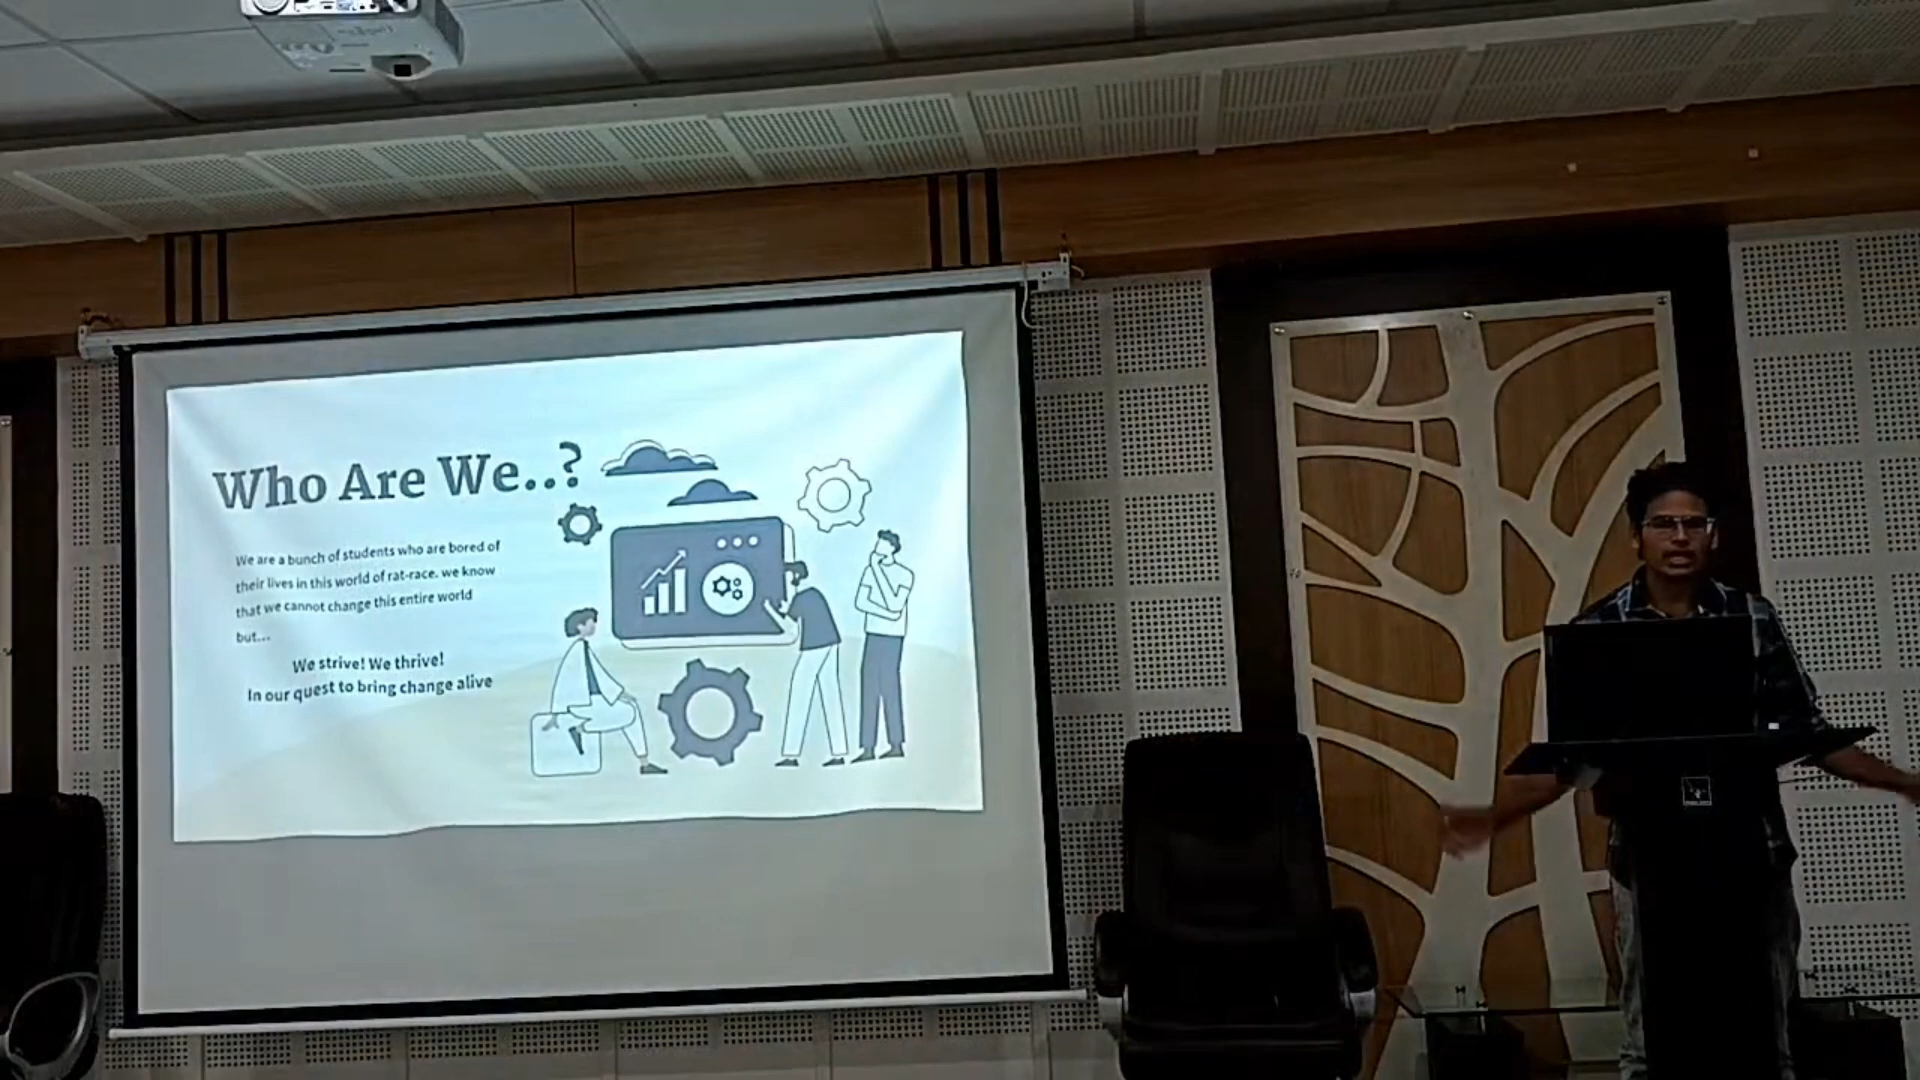 Who Are We..?
We are a bunch of students who are bored of
their lives in this world of rat-race. we know
that we cannot change this entire world
but...
We strive! We thrive!
In our quest to bring change alive